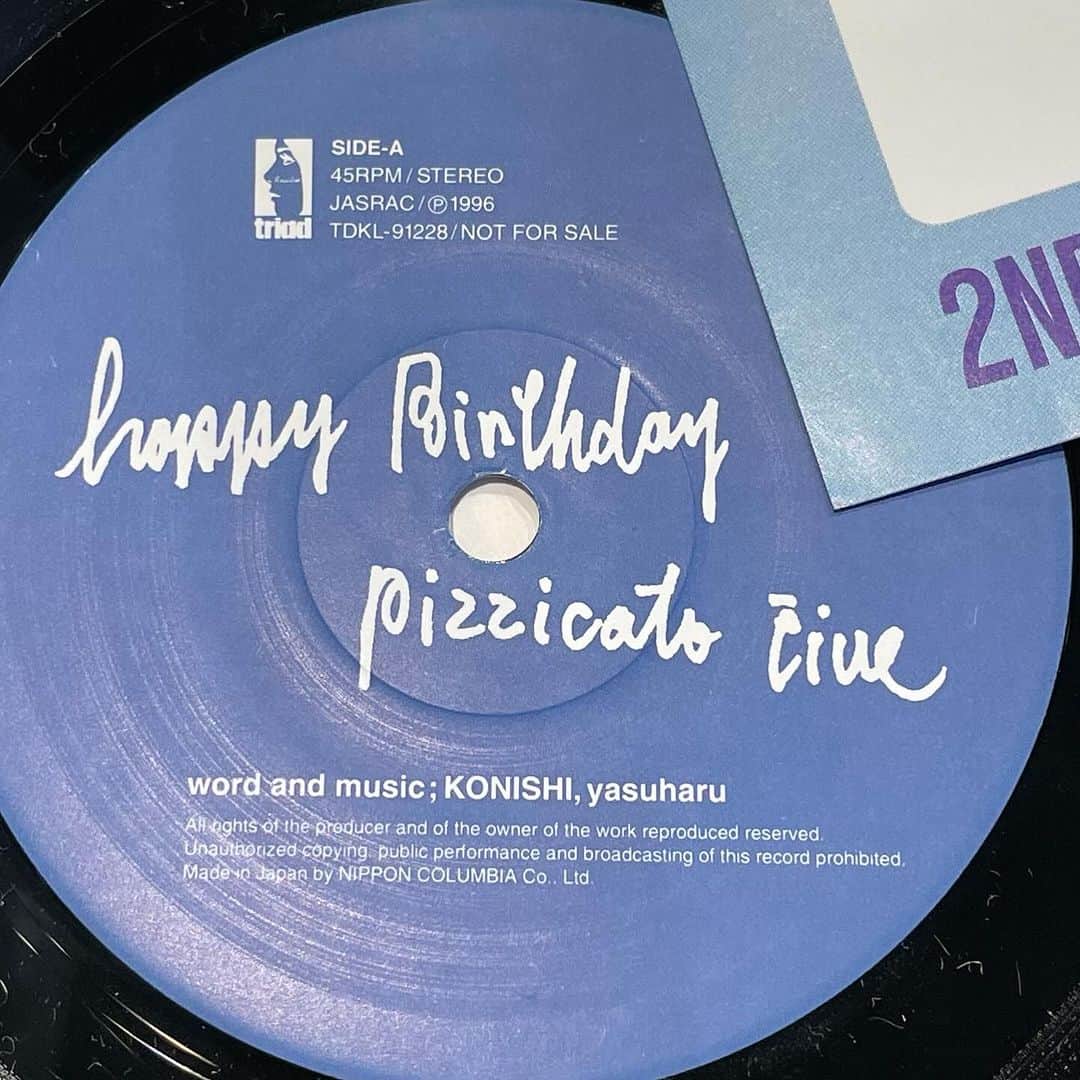 SIDE-A
45RPM/STEREO
JASRAC/Ⓟ1996
TDKL-91228/NOT FOR SALE
triad
2N
happy Birthday
pizzicato five
word and music; KONISHI, yasuharu
All rights of the producer and of the owner of the work reproduced reserved.
Unauthorized copying, public performance and broadcasting of this record prohibited.
Made in Japan by NIPPON COLUMBIA Co., Ltd.